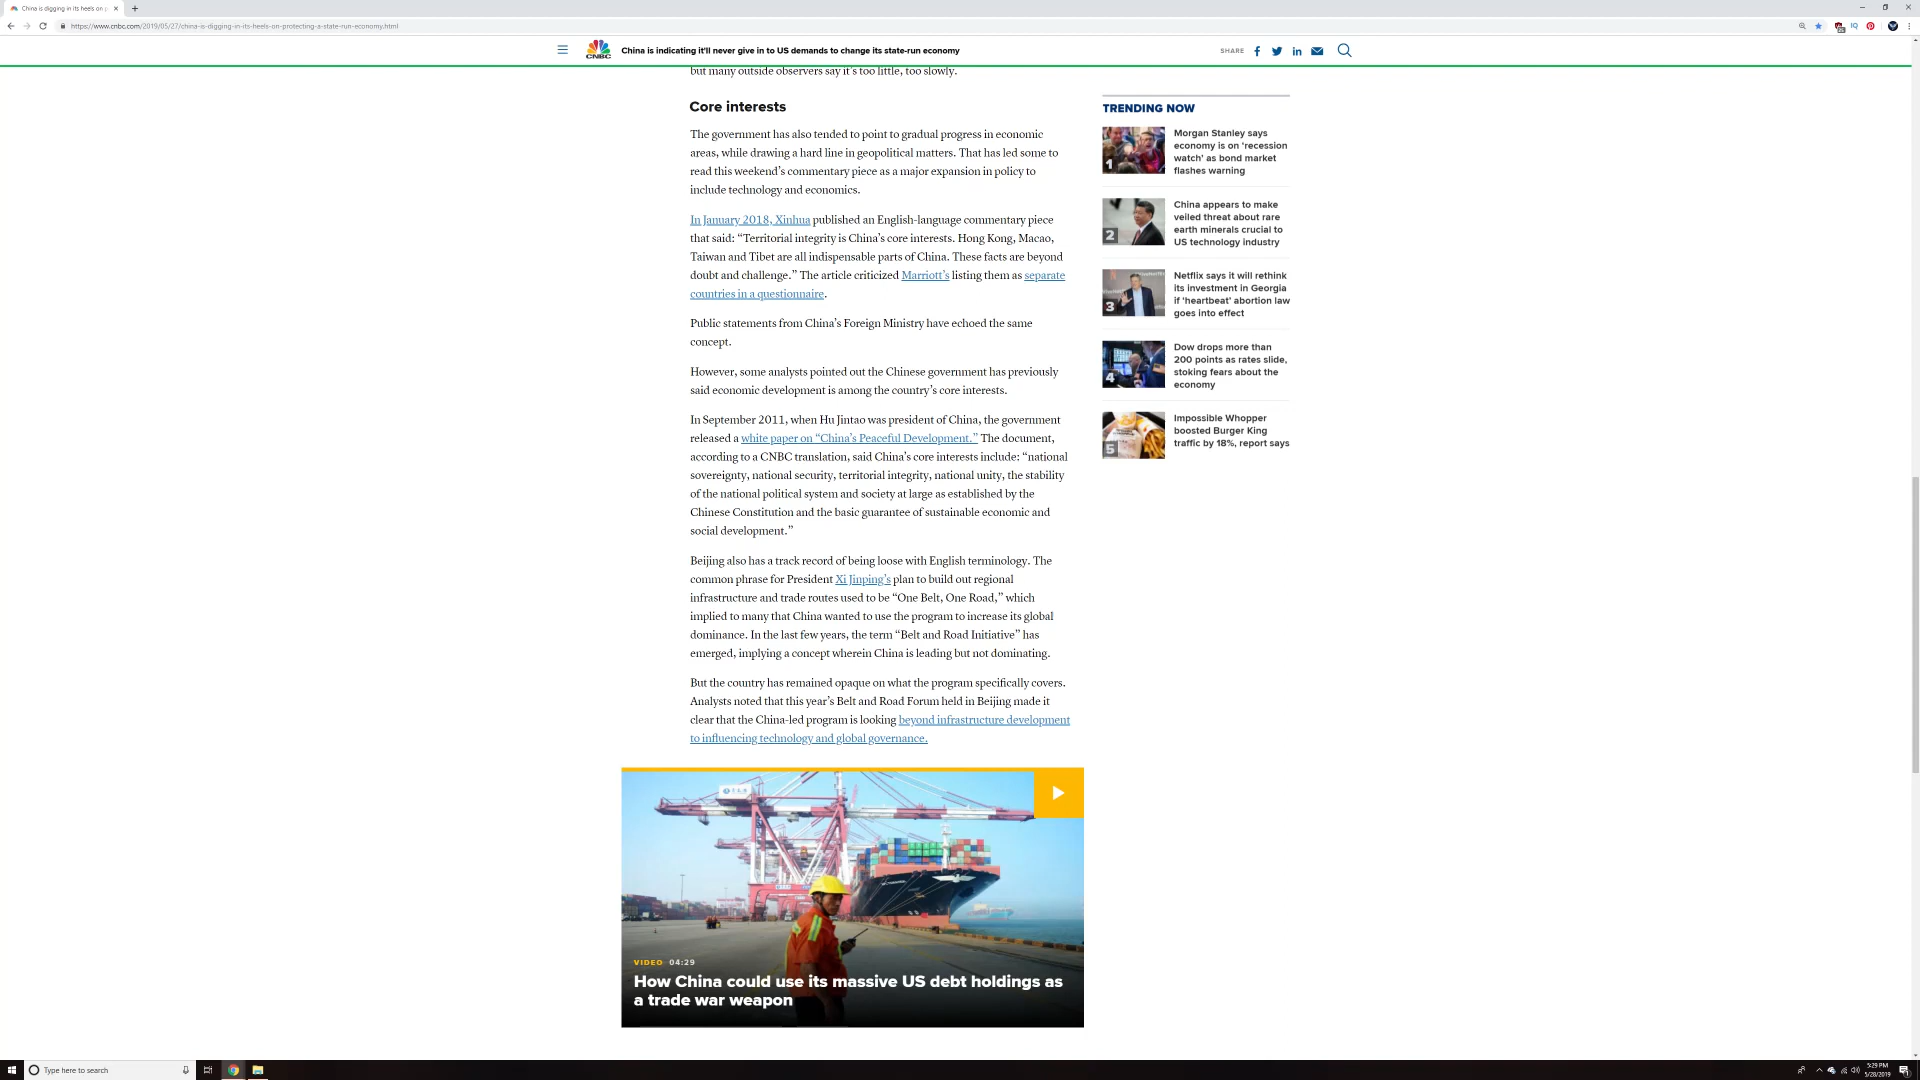 China is digging in its heels on p
https://www.cnbc.com/2019/05/27/china-is-digging-in-its-heels-on-protecting-a-state-run-economy.html
CNBC
China is indicating it'll never give in to US demands to change its state-run economy
SHARE
but many outside observers say it's too little, too slowly.
Core interests
The government has also tended to point to gradual progress in economic
areas, while drawing a hard line in geopolitical matters. That has led some to
read this weekend's commentary piece as a major expansion in policy to
include technology and economics.
In January 2018, Xinhua published an English-language commentary piece
that said: “Territorial integrity is China's core interests. Hong Kong, Macao,
Taiwan and Tibet are all indispensable parts of China. These facts are beyond
doubt and challenge.” The article criticized Marriott's listing them as separate
countries in a questionnaire.
Public statements from China's Foreign Ministry have echoed the same
concept.
However, some analysts pointed out the Chinese government has previously
said economic development is among the country's core interests.
In September 2011, when Hu Jintao was president of China, the government
released a white paper on “China's Peaceful Development.” The document,
according to a CNBC translation, said China's core interests include: “national
sovereignty, national security, territorial integrity, national unity, the stability
of the national political system and society at large as established by the
Chinese Constitution and the basic guarantee of sustainable economic and
social development.”
Beijing also has a track record of being loose with English terminology. The
common phrase for President Xi Jinping's plan to build out regional
infrastructure and trade routes used to be “One Belt, One Road,” which
implied to many that China wanted to use the program to increase its global
dominance. In the last few years, the term “Belt and Road Initiative” has
emerged, implying a concept wherein China is leading but not dominating.
But the country has remained opaque on what the program specifically covers.
Analysts noted that this year's Belt and Road Forum held in Beijing made it
clear that the China-led program is looking beyond infrastructure development
to influencing technology and global governance.
VIDEO 04:29
How China could use its massive US debt holdings as
a trade war weapon
TRENDING NOW
1
Morgan Stanley says
economy is on 'recession
watch' as bond market
flashes warning
2
China appears to make
veiled threat about rare
earth minerals crucial to
US technology industry
3
Netflix says it will rethink
its investment in Georgia
if 'heartbeat' abortion law
goes into effect
4
Dow drops more than
200 points as rates slide,
stoking fears about the
economy
5
Impossible Whopper
boosted Burger King
traffic by 18%, report says
Type here to search
5:29 PM
5/28/2019